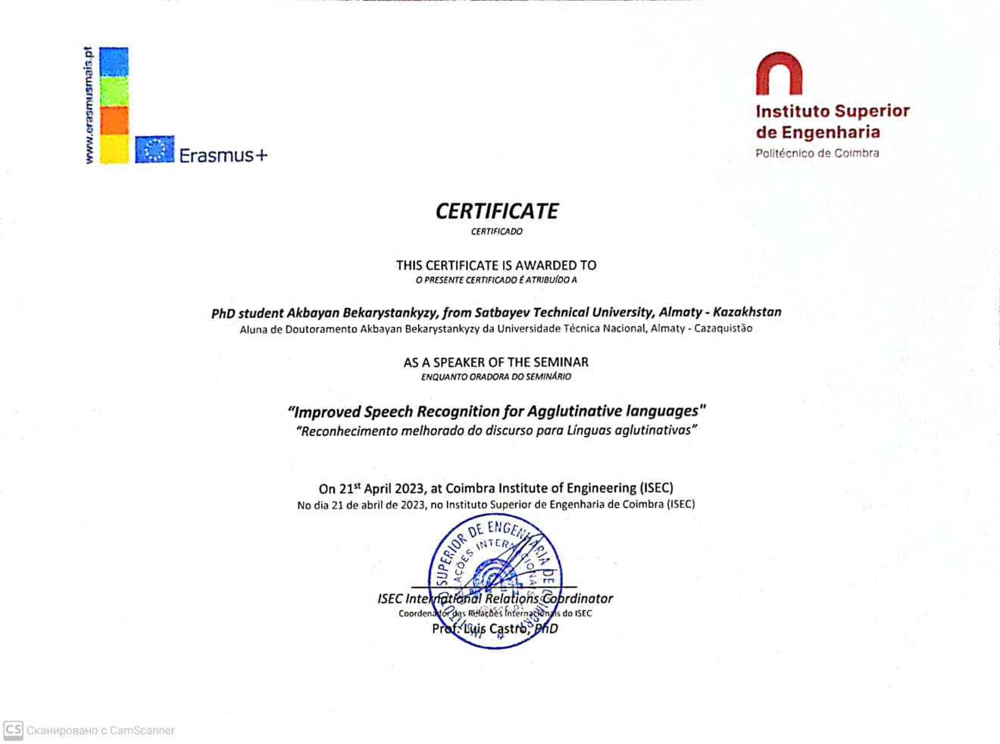 www.erasmusmais.pt
Erasmus+
Instituto Superior
de Engenharia
Politécnico de Coimbra
CERTIFICATE
CERTIFICADO
THIS CERTIFICATE IS AWARDED TO
O PRESENTE CERTIFICADO É ATRIBUÍDO A
PhD student Akbayan Bekarystankyzy, from Satbayev Technical University, Almaty - Kazakhstan
Aluna de Doutoramento Akbayan Bekarystankyzy da Universidade Técnica Nacional, Almaty - Cazaquistão
AS A SPEAKER OF THE SEMINAR
ENQUANTO ORADORA DO SEMINÁRIO
“Improved Speech Recognition for Agglutinative languages"
“Reconhecimento melhorado do discurso para Línguas aglutinativas”
On 21st April 2023, at Coimbra Institute of Engineering (ISEC)
No dia 21 de abril de 2023, no Instituto Superior de Engenharia de Coimbra (ISEC)
INSTITUTO SUPERIOR DE ENGENHARIA DE COIMBRA
RELAÇÕES INTERNACIONAIS
ISEC International Relations Coordinator
Coordenador das Relações Internacionais do ISEC
Prof. Luis Castro, PhD
CS Сканировано с CamScanner